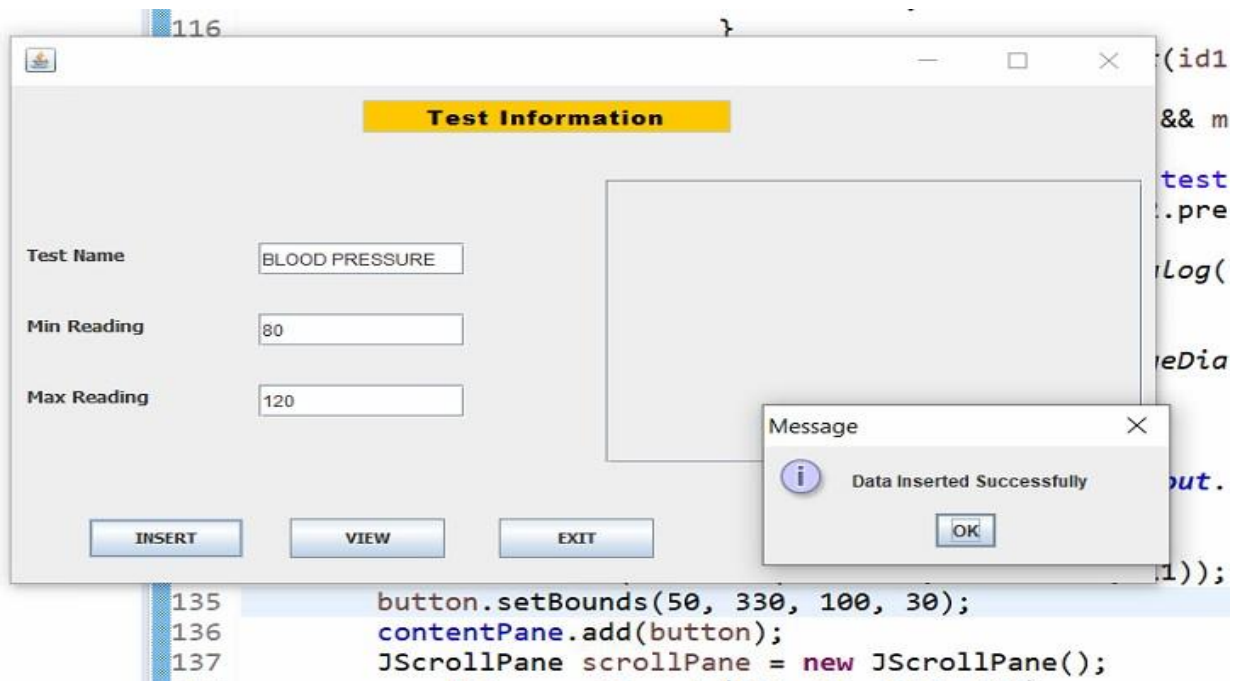 116 }
r(id1
Test Information
&& m
test
.pre
Test Name BLOOD PRESSURE
log(
Min Reading 80
geDia
Max Reading 120
Message
Data Inserted Successfully
out.
OK
INSERT VIEW EXIT
1));
135 button.setBounds(50, 330, 100, 30);
136 contentPane.add(button);
137 JScrollPane scrollPane = new JScrollPane();